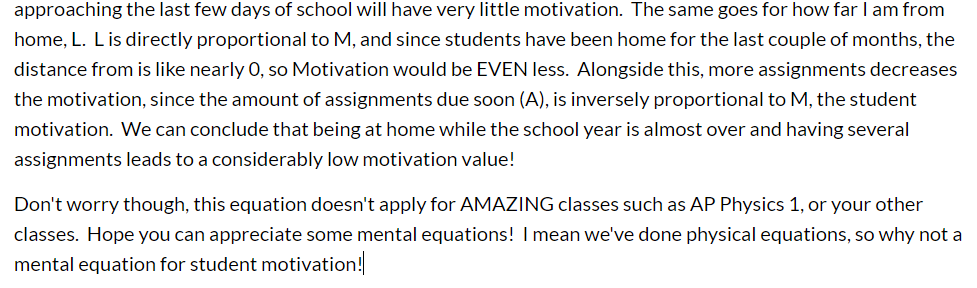 approaching the last few days of school will have very little motivation.  The same goes for how far I am from
home, L.  L is directly proportional to M, and since students have been home for the last couple of months, the
distance from is like nearly 0, so Motivation would be EVEN less.  Alongside this, more assignments decreases
the motivation, since the amount of assignments due soon (A), is inversely proportional to M, the student
motivation.  We can conclude that being at home while the school year is almost over and having several
assignments leads to a considerably low motivation value!
Don't worry though, this equation doesn't apply for AMAZING classes such as AP Physics 1, or your other
classes.  Hope you can appreciate some mental equations!  I mean we've done physical equations, so why not a
mental equation for student motivation!